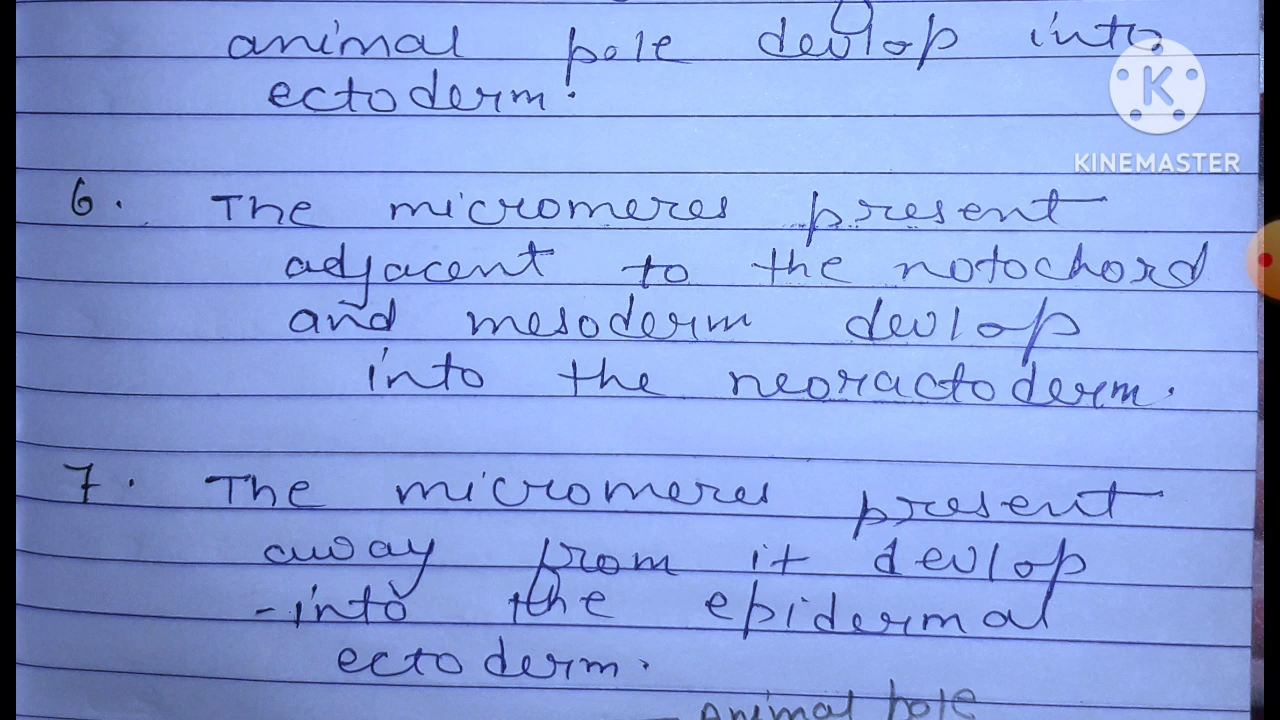 animal pole devlop into
ectoderm.
6. The micromeres present
adjacent to the notochord
and mesoderm devlop
into the neoractoderm.
7. The micromeres present
away from it devlop
-into the epidermal
ectoderm.
Animal pole
K
KINEMASTER